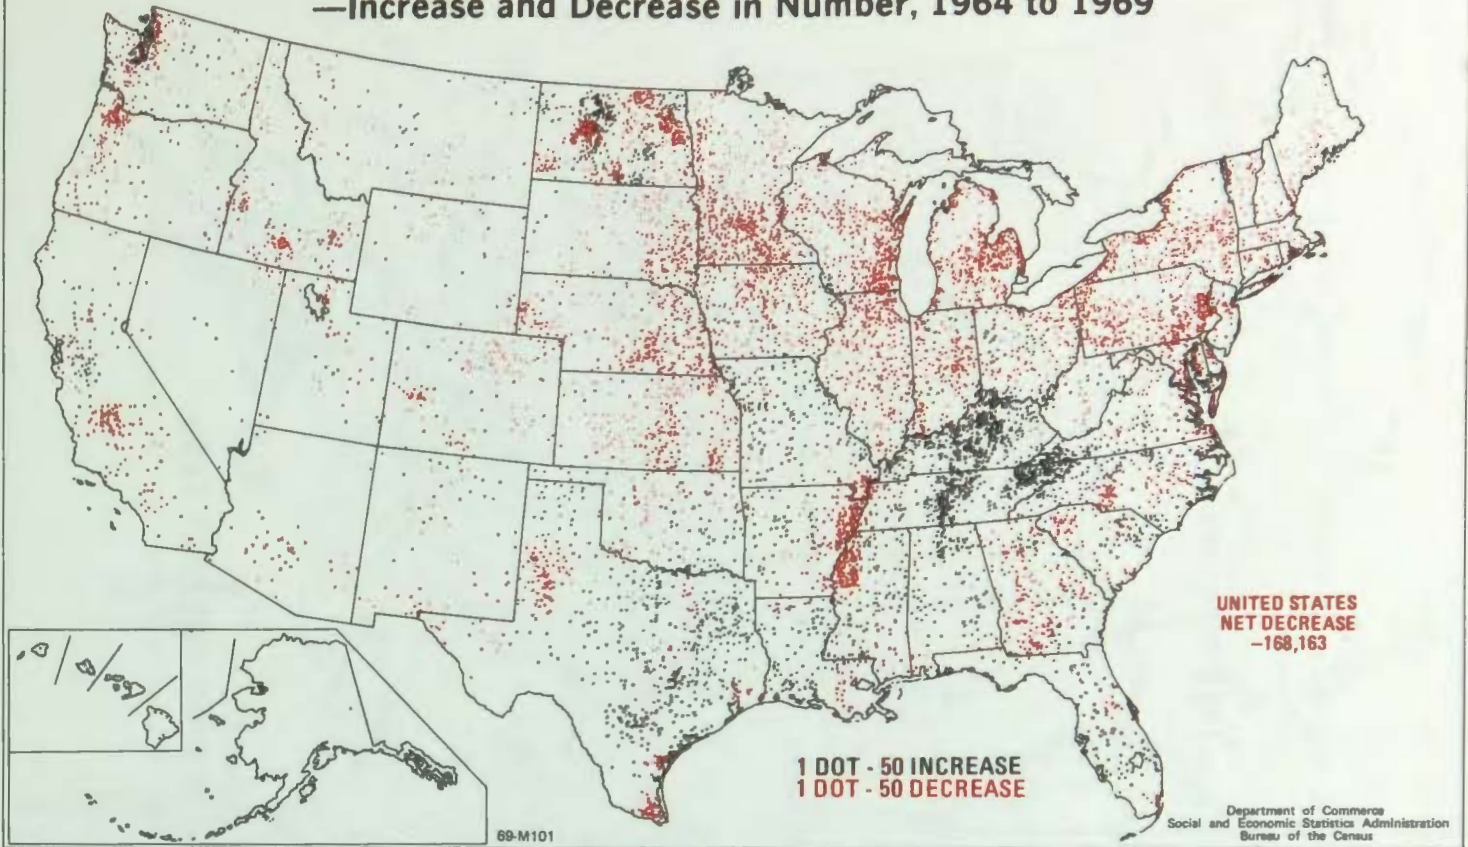 —Increase and Decrease in Number, 1964 to 1969
UNITED STATES
NET DECREASE
–168,163
1 DOT - 50 INCREASE
1 DOT - 50 DECREASE
69-M101
Department of Commerce
Social and Economic Statistics Administration
Bureau of the Census